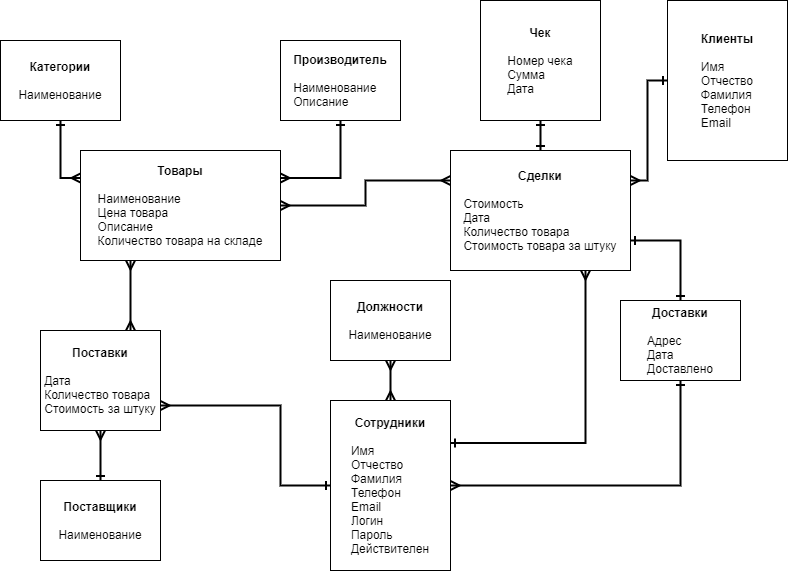 Категории
Наименование
Производитель
Наименование
Описание
Чек
Номер чека
Сумма
Дата
Клиенты
Имя
Отчество
Фамилия
Телефон
Email
Товары
Наименование
Цена товара
Описание
Количество товара на складе
Сделки
Стоимость
Дата
Количество товара
Стоимость товара за штуку
Должности
Наименование
Доставки
Адрес
Дата
Доставлено
Поставки
Дата
Количество товара
Стоимость за штуку
Сотрудники
Имя
Отчество
Фамилия
Телефон
Email
Логин
Пароль
Действителен
Поставщики
Наименование